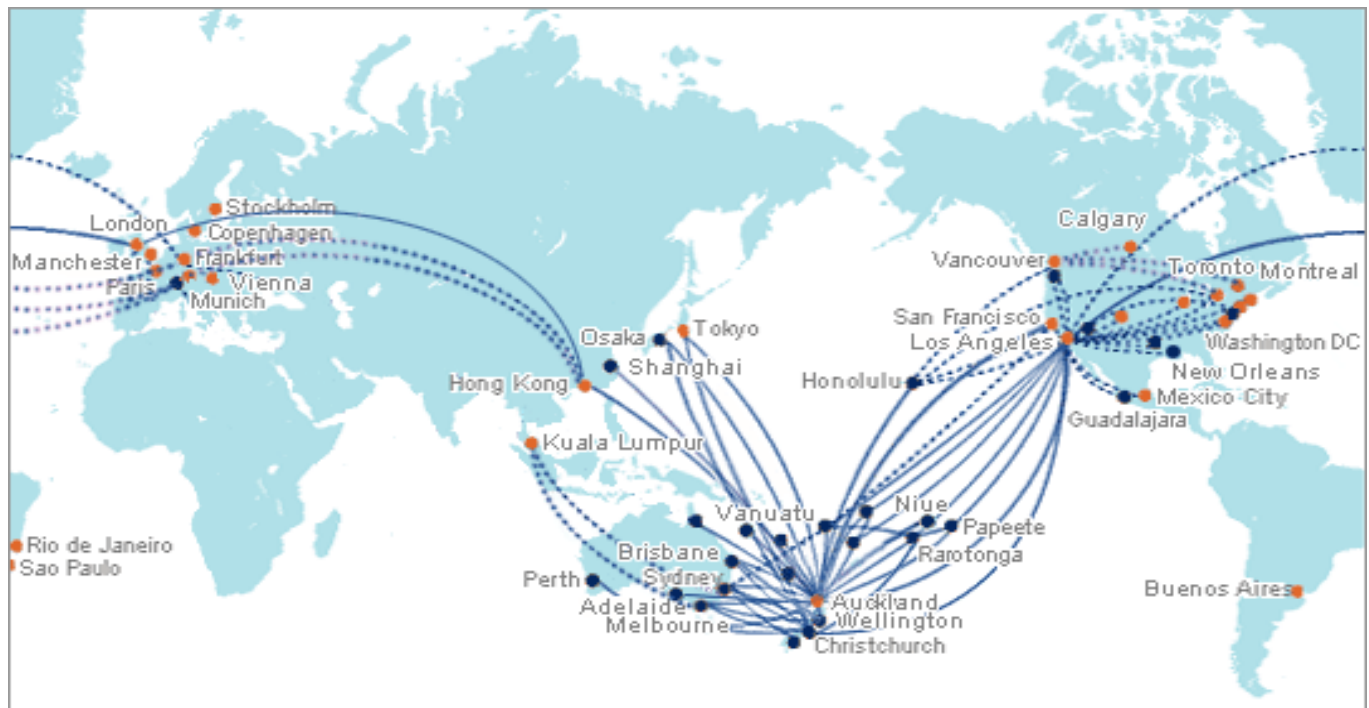 Stockholm
London
Copenhagen
Calgary
Manchester
Frankfurt
Vancouver
Toronto
Montreal
Paris
Vienna
Munich
San Francisco
Osaka
Tokyo
Los Angeles
Washington DC
Shanghai
New Orleans
Hong Kong
Honolulu
Mexico City
Guadalajara
Kuala Lumpur
Niue
Vanuatu
Papeete
Rio de Janeiro
Brisbane
Rarotonga
Sao Paulo
Perth
Sydney
Buenos Aires
Adelaide
Auckland
Melbourne
Wellington
Christchurch